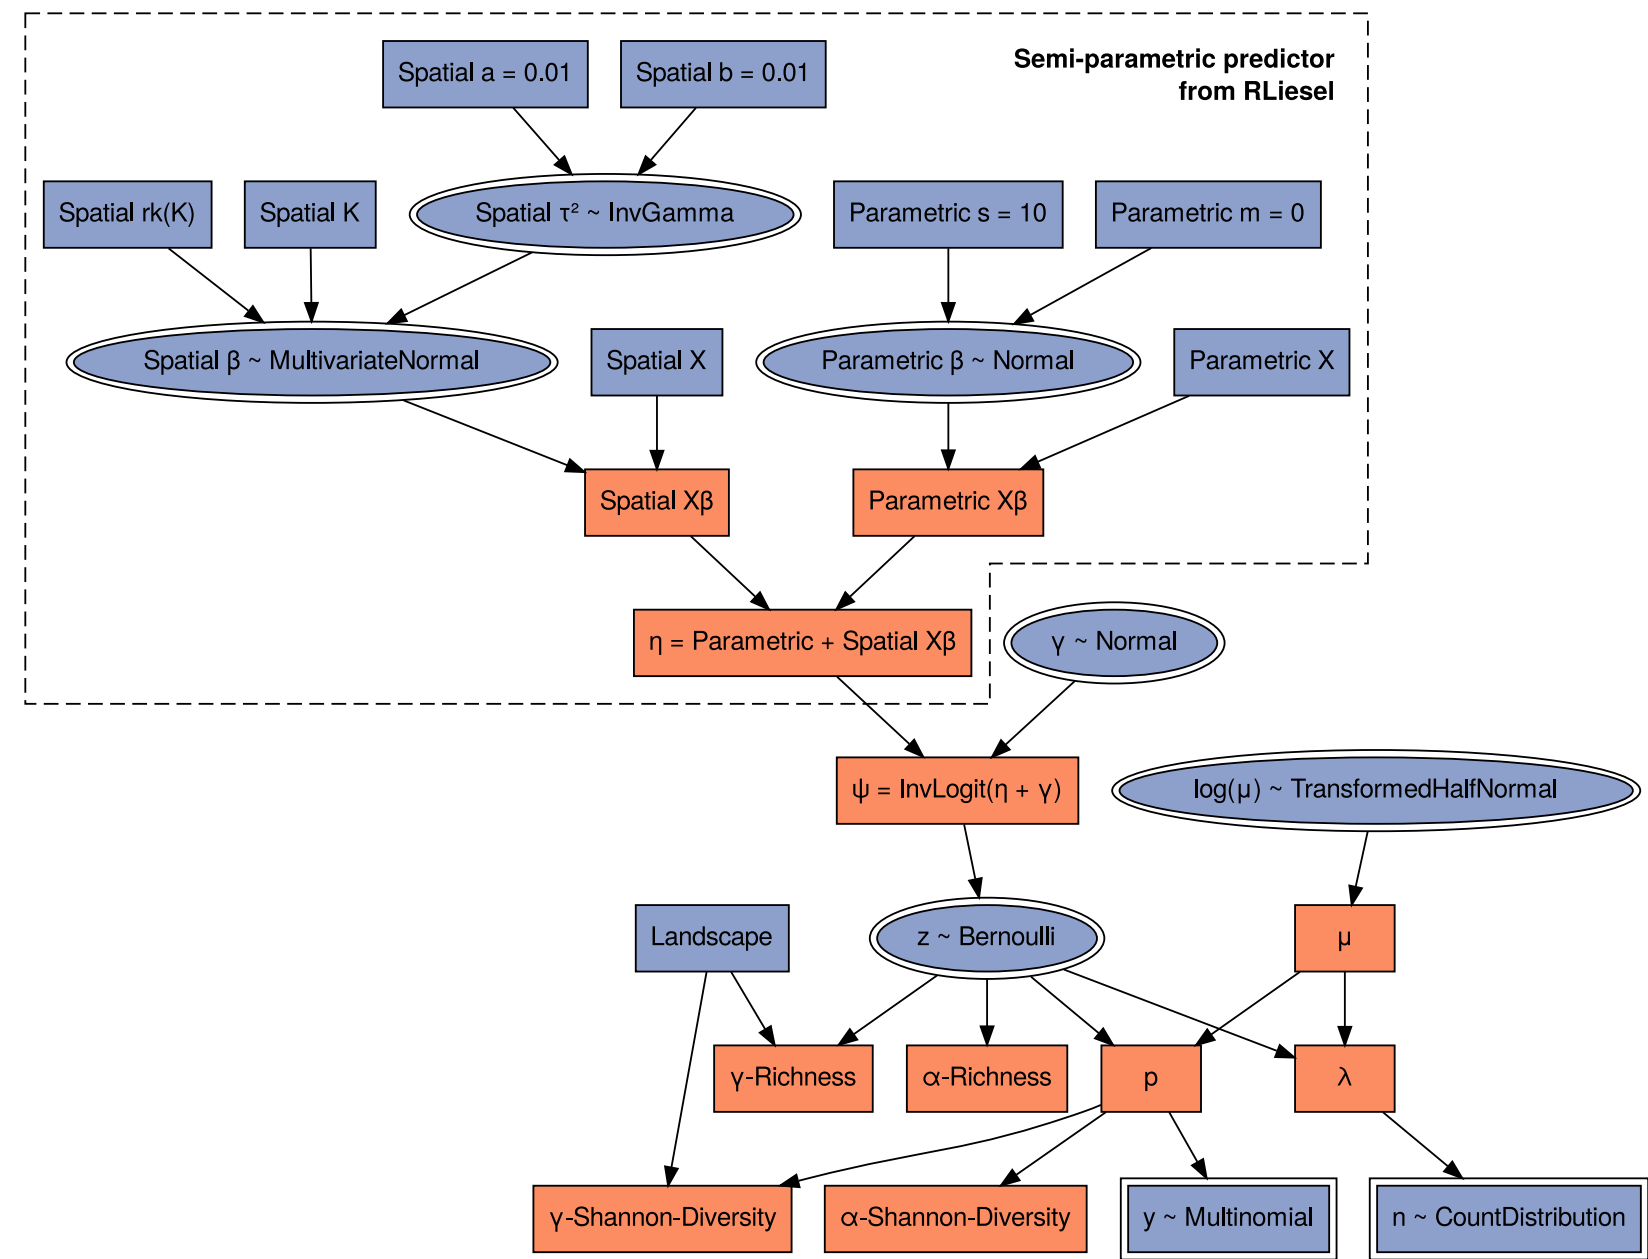 Semi-parametric predictor
from RLiesel
Spatial a = 0.01
Spatial b = 0.01
Spatial rk(K)
Spatial K
Spatial τ² ~ InvGamma
Parametric s = 10
Parametric m = 0
Spatial β ~ MultivariateNormal
Spatial X
Parametric β ~ Normal
Parametric X
Spatial Xβ
Parametric Xβ
η = Parametric + Spatial Xβ
γ ~ Normal
ψ = InvLogit(η + γ)
log(μ) ~ TransformedHalfNormal
Landscape
z ~ Bernoulli
μ
γ-Richness
α-Richness
p
λ
γ-Shannon-Diversity
α-Shannon-Diversity
y ~ Multinomial
n ~ CountDistribution